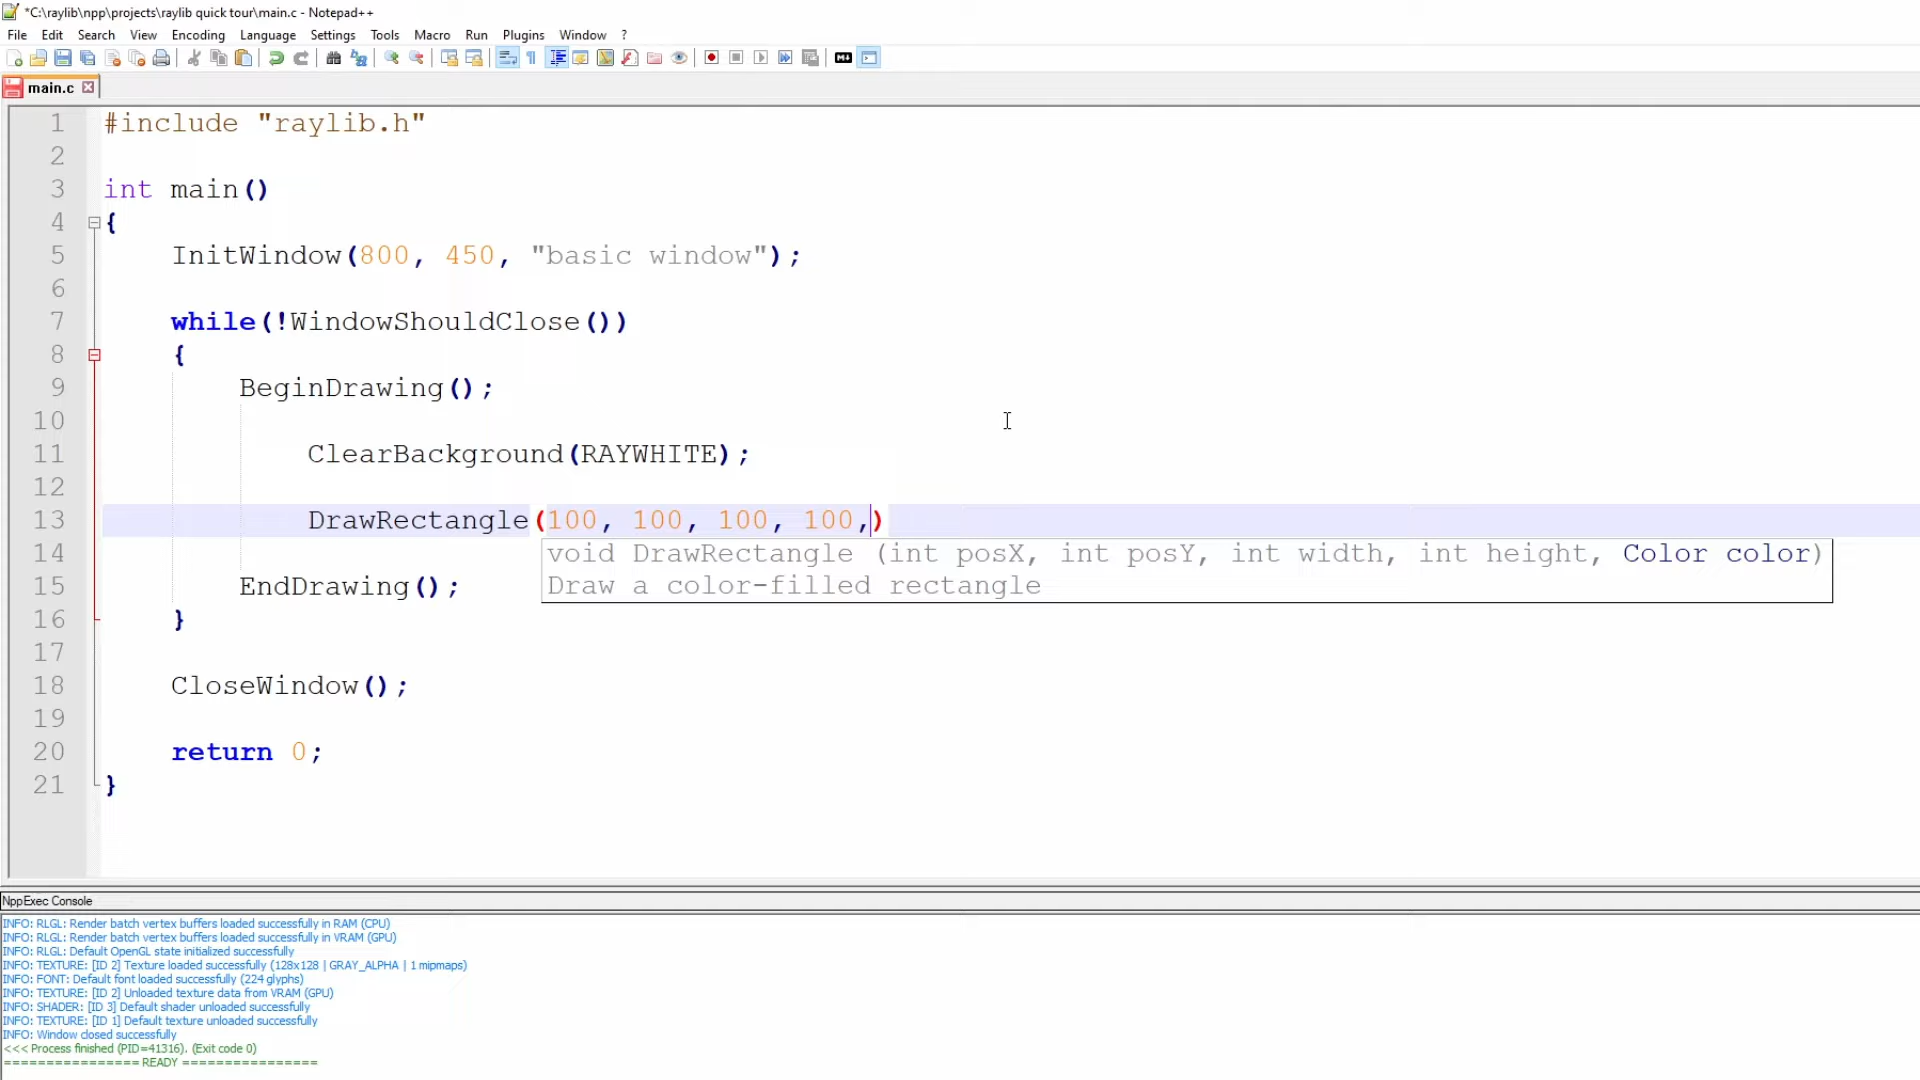 *C:\raylib\npp\projects\raylib quick tour\main.c - Notepad++
File Edit Search View Encoding Language Settings Tools Macro Run Plugins Window ?
main.c
1 #include "raylib.h"
2
3 int main()
4 {
5 InitWindow(800, 450, "basic window");
6
7 while(!WindowShouldClose())
8 {
9 BeginDrawing();
10
11 ClearBackground(RAYWHITE);
12
13 DrawRectangle(100, 100, 100, 100,)
14 void DrawRectangle (int posX, int posY, int width, int height, Color color)
15 EndDrawing(); Draw a color-filled rectangle
16 }
17
18 CloseWindow();
19
20 return 0;
21 }
NppExec Console
INFO: RLGL: Render batch vertex buffers loaded successfully in RAM (CPU)
INFO: RLGL: Render batch vertex buffers loaded successfully in VRAM (GPU)
INFO: RLGL: Default OpenGL state initialized successfully
INFO: TEXTURE: [ID 2] Texture loaded successfully (128x128 | GRAY_ALPHA | 1 mipmaps)
INFO: FONT: Default font loaded successfully (224 glyphs)
INFO: TEXTURE: [ID 2] Unloaded texture data from VRAM (GPU)
INFO: SHADER: [ID 3] Default shader unloaded successfully
INFO: TEXTURE: [ID 1] Default texture unloaded successfully
INFO: Window closed successfully
<<< Process finished (PID=41316). (Exit code 0)
================ READY ================